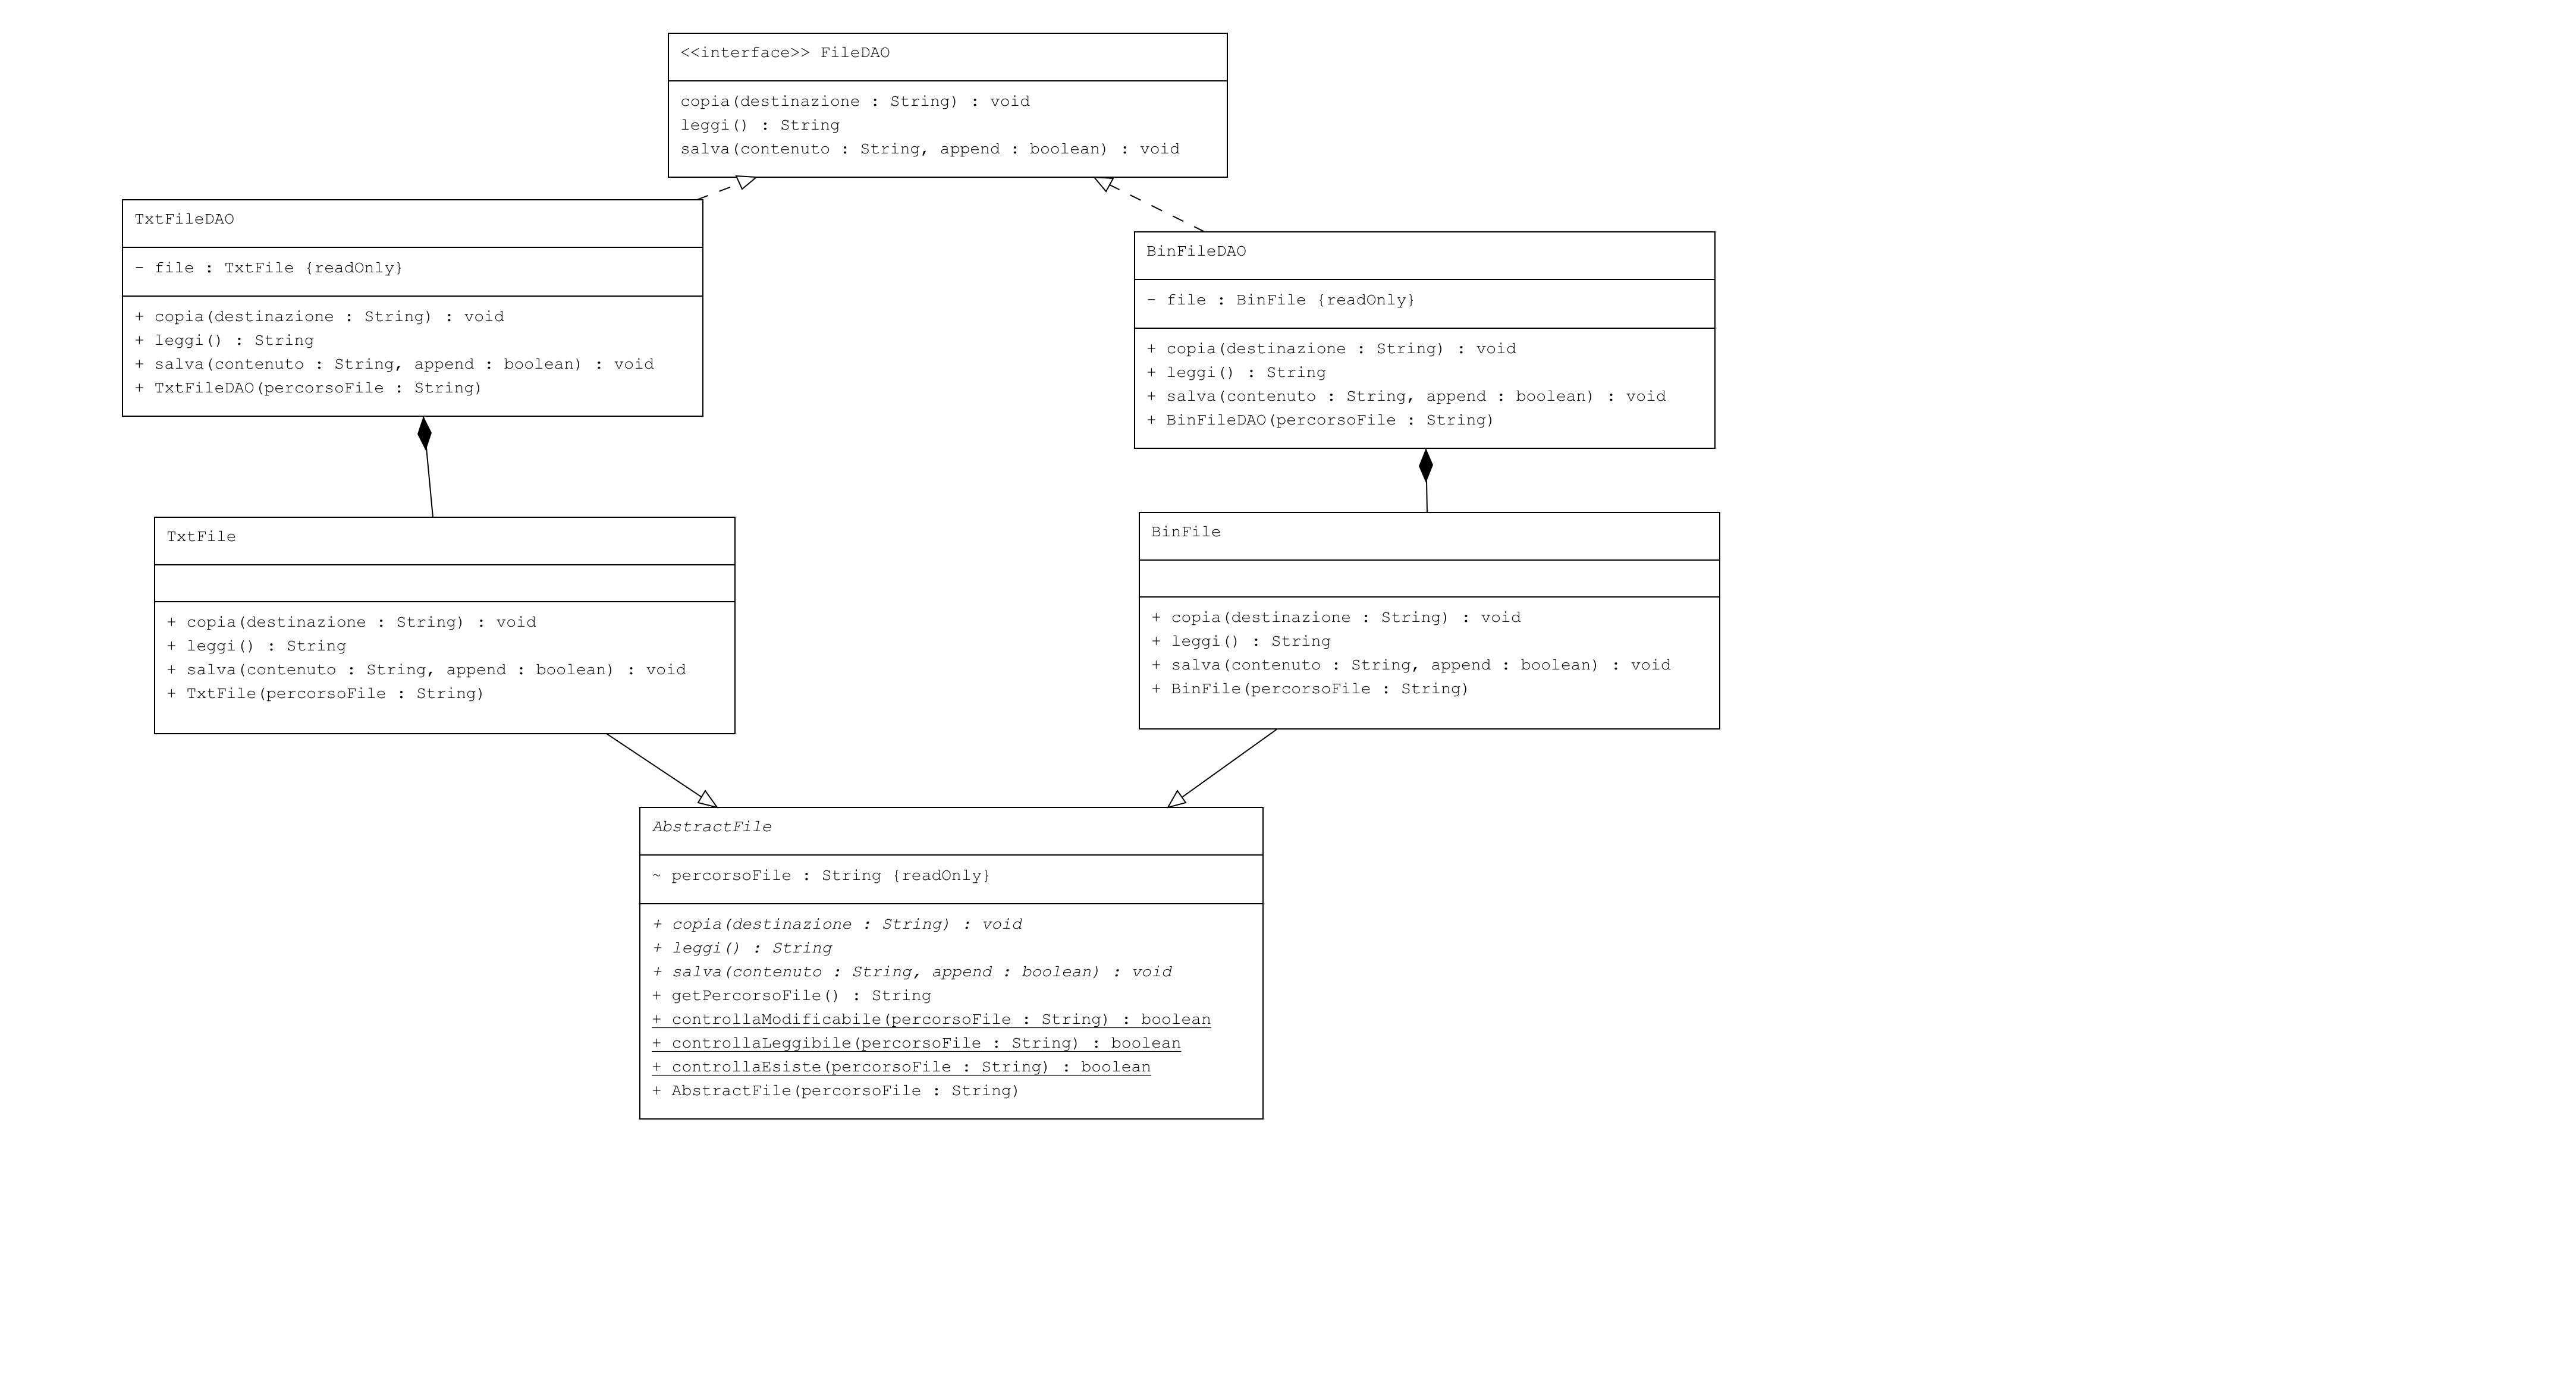 <<interface>> FileDAO
copia(destinazione : String) : void
leggi() : String
salva(contenuto : String, append : boolean) : void
TxtFileDAO
- file : TxtFile {readOnly}
+ copia(destinazione : String) : void
+ leggi() : String
+ salva(contenuto : String, append : boolean) : void
+ TxtFileDAO(percorsoFile : String)
BinFileDAO
- file : BinFile {readOnly}
+ copia(destinazione : String) : void
+ leggi() : String
+ salva(contenuto : String, append : boolean) : void
+ BinFileDAO(percorsoFile : String)
TxtFile
+ copia(destinazione : String) : void
+ leggi() : String
+ salva(contenuto : String, append : boolean) : void
+ TxtFile(percorsoFile : String)
BinFile
+ copia(destinazione : String) : void
+ leggi() : String
+ salva(contenuto : String, append : boolean) : void
+ BinFile(percorsoFile : String)
AbstractFile
~ percorsoFile : String {readOnly}
+ copia(destinazione : String) : void
+ leggi() : String
+ salva(contenuto : String, append : boolean) : void
+ getPercorsoFile() : String
+ controllaModificabile(percorsoFile : String) : boolean
+ controllaLeggibile(percorsoFile : String) : boolean
+ controllaEsiste(percorsoFile : String) : boolean
+ AbstractFile(percorsoFile : String)